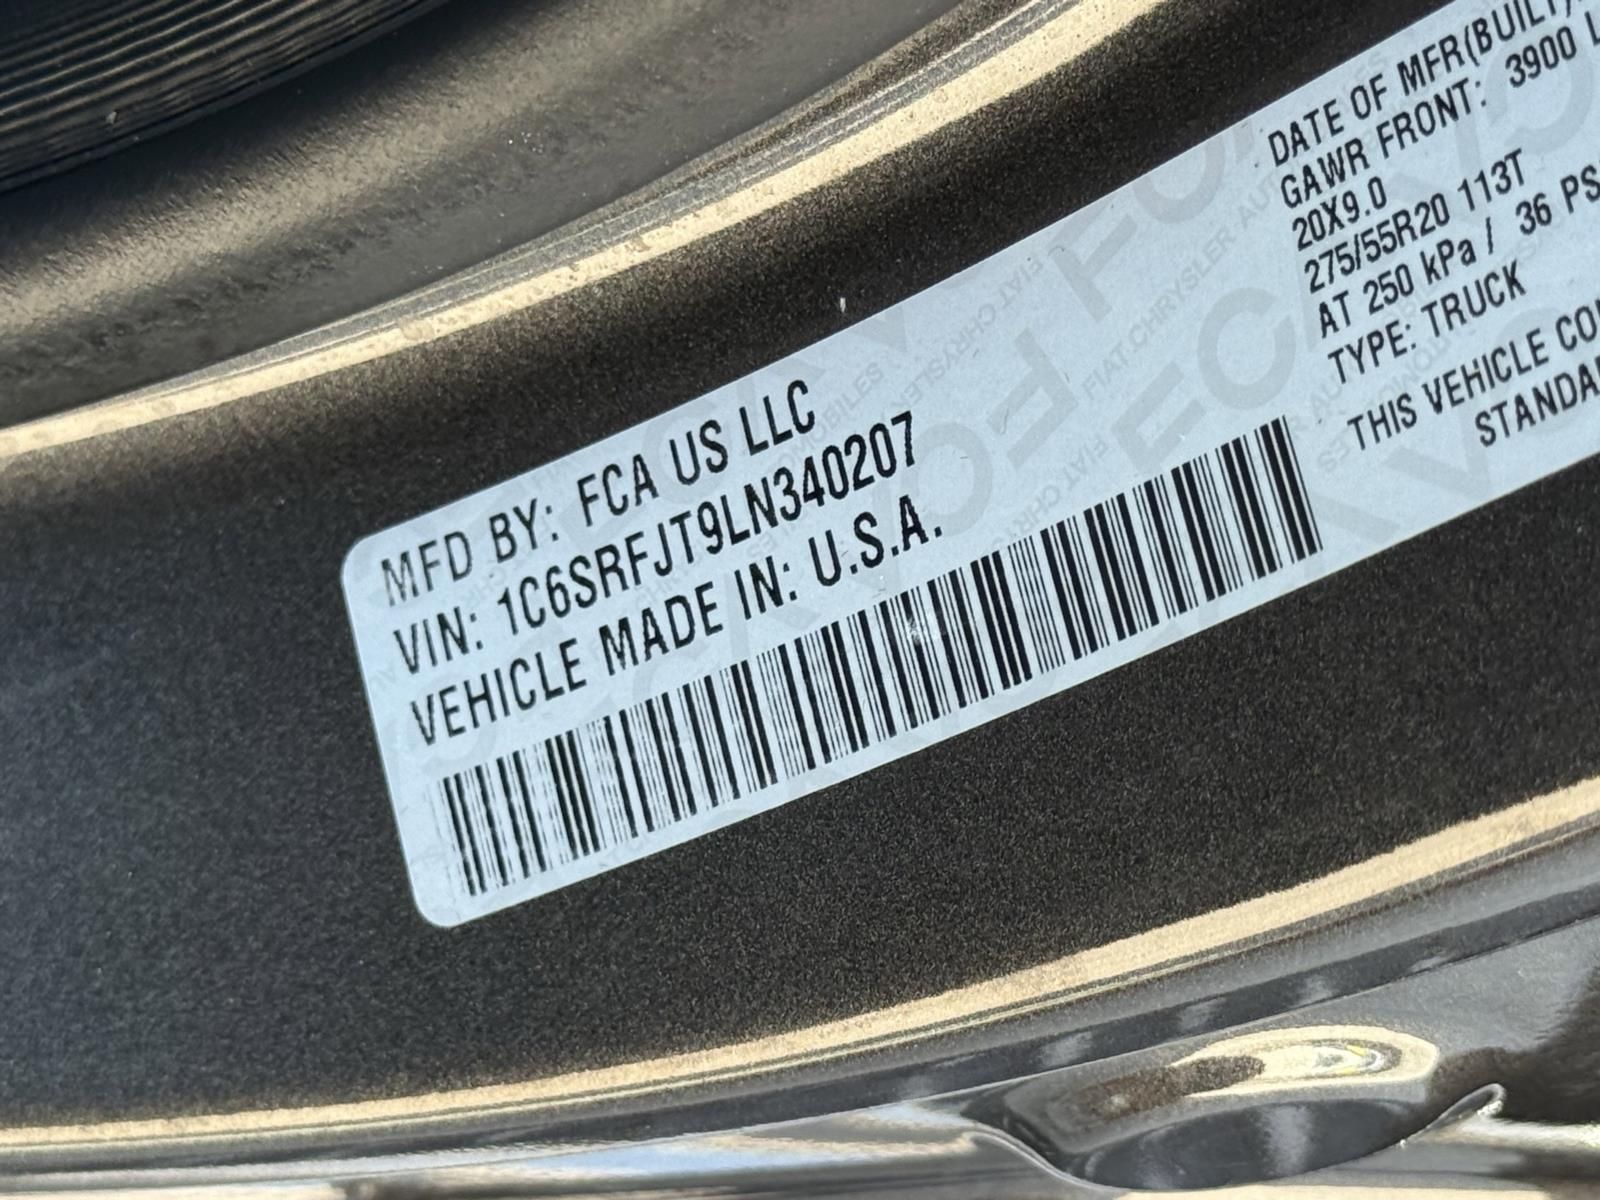 MFD BY: FCA US LLC
VIN: 1C6SRFJT9LN340207
VEHICLE MADE IN: U.S.A.
DATE OF MFR(BUILT)
GAWR FRONT: 3900
20X9.0
275/55R20 113T
AT 250 kPa / 36
TYPE: TRUCK
THIS VEHICLE